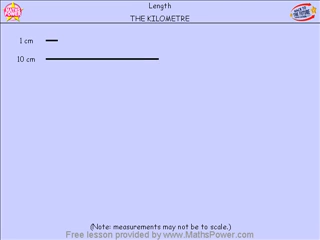 Length
THE KILOMETRE
1 cm
10 cm
(Note: measurements may not be to scale.)
Free lesson provided by www.MathsPower.com